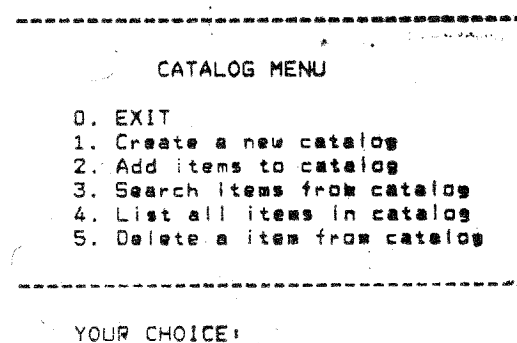 CATALOG MENU
0. EXIT
1. Create a new catalog
2. Add items to catalog
3. Search items from catalog
4. List all items in catalog
5. Delete a item from catalog
YOUR CHOICE: